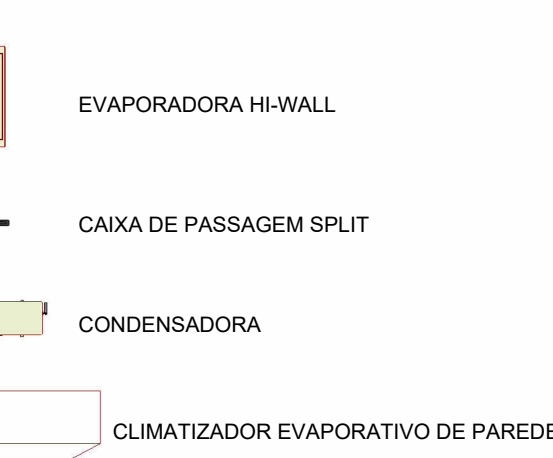 EVAPORADORA HI-WALL
CAIXA DE PASSAGEM SPLIT
CONDENSADORA
CLIMATIZADOR EVAPORATIVO DE PAREDE